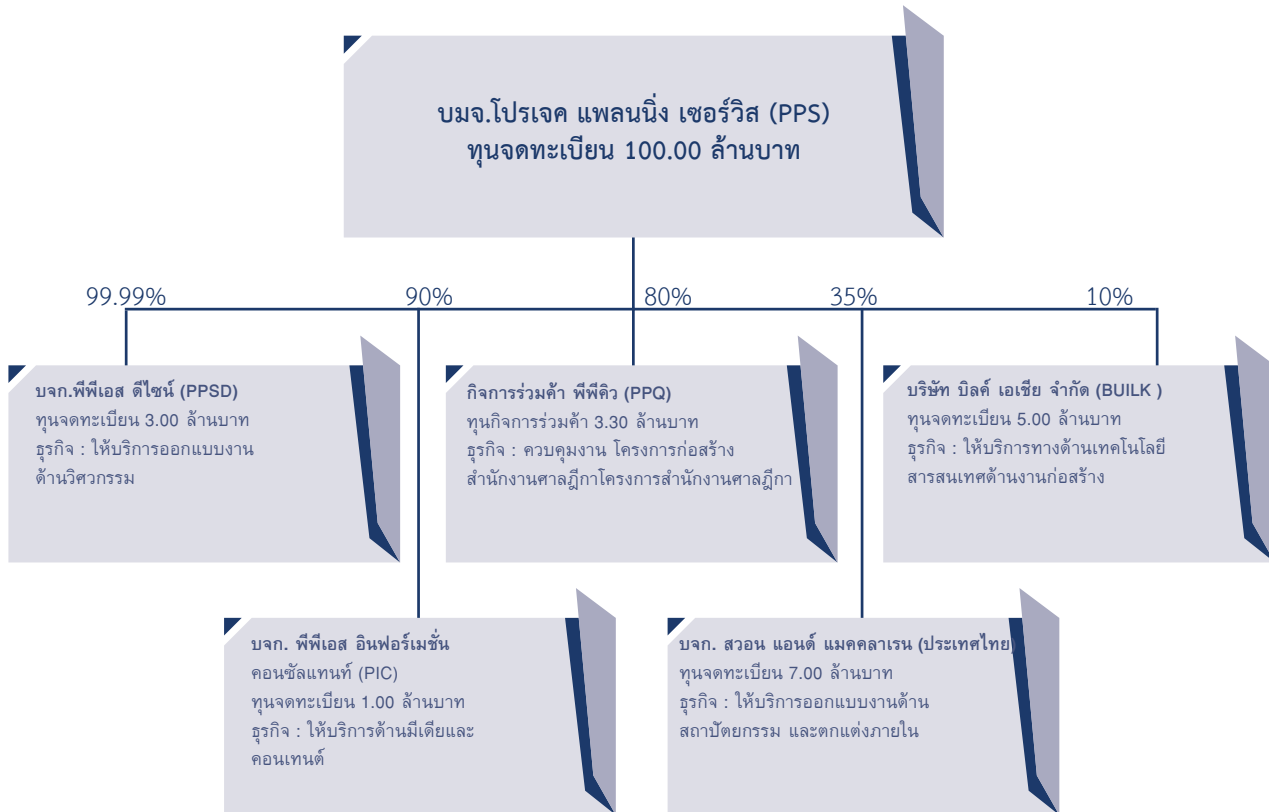 บมจ.โปรเจค แพลนนิ่ง เซอร์วิส (PPS)
ทุนจดทะเบียน 100.00 ล้านบาท
99.99%
90%
80%
35%
10%
บจก.พีพีเอส ดีไซน์ (PPSD)
ทุนจดทะเบียน 3.00 ล้านบาท
ธุรกิจ : ให้บริการออกแบบงาน
ด้านวิศวกรรม
กิจการร่วมค้า พีพีคิว (PPQ)
ทุนกิจการร่วมค้า 3.30 ล้านบาท
ธุรกิจ : ควบคุมงาน โครงการก่อสร้าง
สำนักงานศาลฎีกาโครงการสำนักงานศาลฎีกา
บริษัท บิลค์ เอเชีย จำกัด (BUILK )
ทุนจดทะเบียน 5.00 ล้านบาท
ธุรกิจ : ให้บริการทางด้านเทคโนโลยี
สารสนเทศด้านงานก่อสร้าง
บจก. พีพีเอส อินฟอร์เมชั่น
คอนซัลแทนท์ (PIC)
ทุนจดทะเบียน 1.00 ล้านบาท
ธุรกิจ : ให้บริการด้านมีเดียและ
คอนเทนต์
บจก. สวอน แอนด์ แมคคลาเรน (ประเทศไทย)
ทุนจดทะเบียน 7.00 ล้านบาท
ธุรกิจ : ให้บริการออกแบบงานด้าน
สถาปัตยกรรม และตกแต่งภายใน